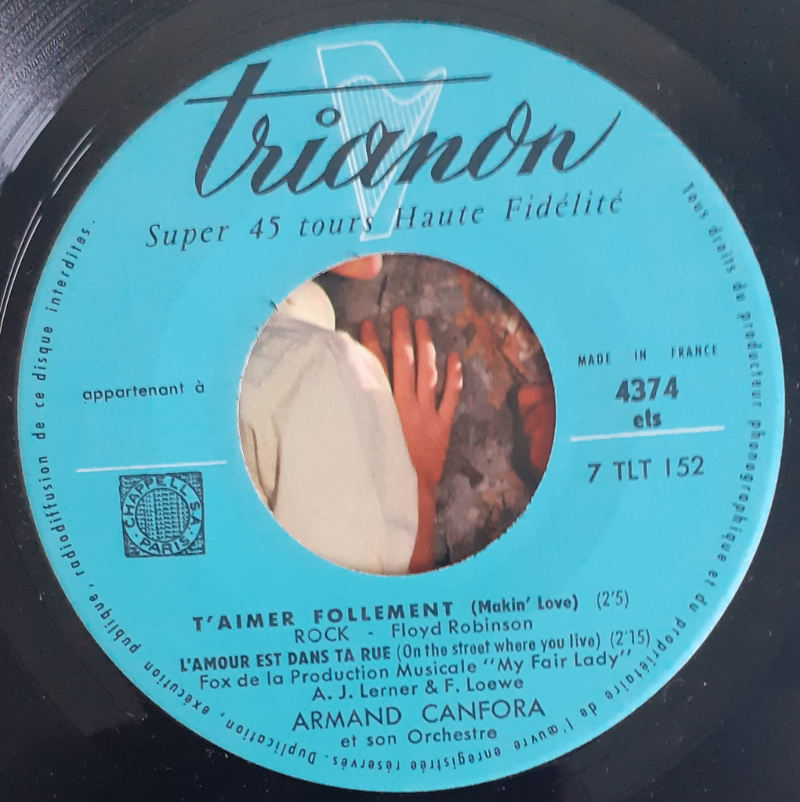 trianon
Super 45 tours Haute Fidélité
appartenant à
CHAPPELL S.A.
PARIS
MADE IN FRANCE
4374
els
7 TLT 152
T'AIMER FOLLEMENT (Makin' Love) (2'5)
ROCK - Floyd Robinson
L'AMOUR EST DANS TA RUE (On the street where you live) (2'15)
Fox de la Production Musicale "My Fair Lady"
A. J. Lerner & F. Loewe
ARMAND CANFORA
et son Orchestre
Tous droits du producteur phonographique et du propriétaire de l'œuvre enregistrée réservés. Duplication, exécution publique, radiodiffusion de ce disque interdites.